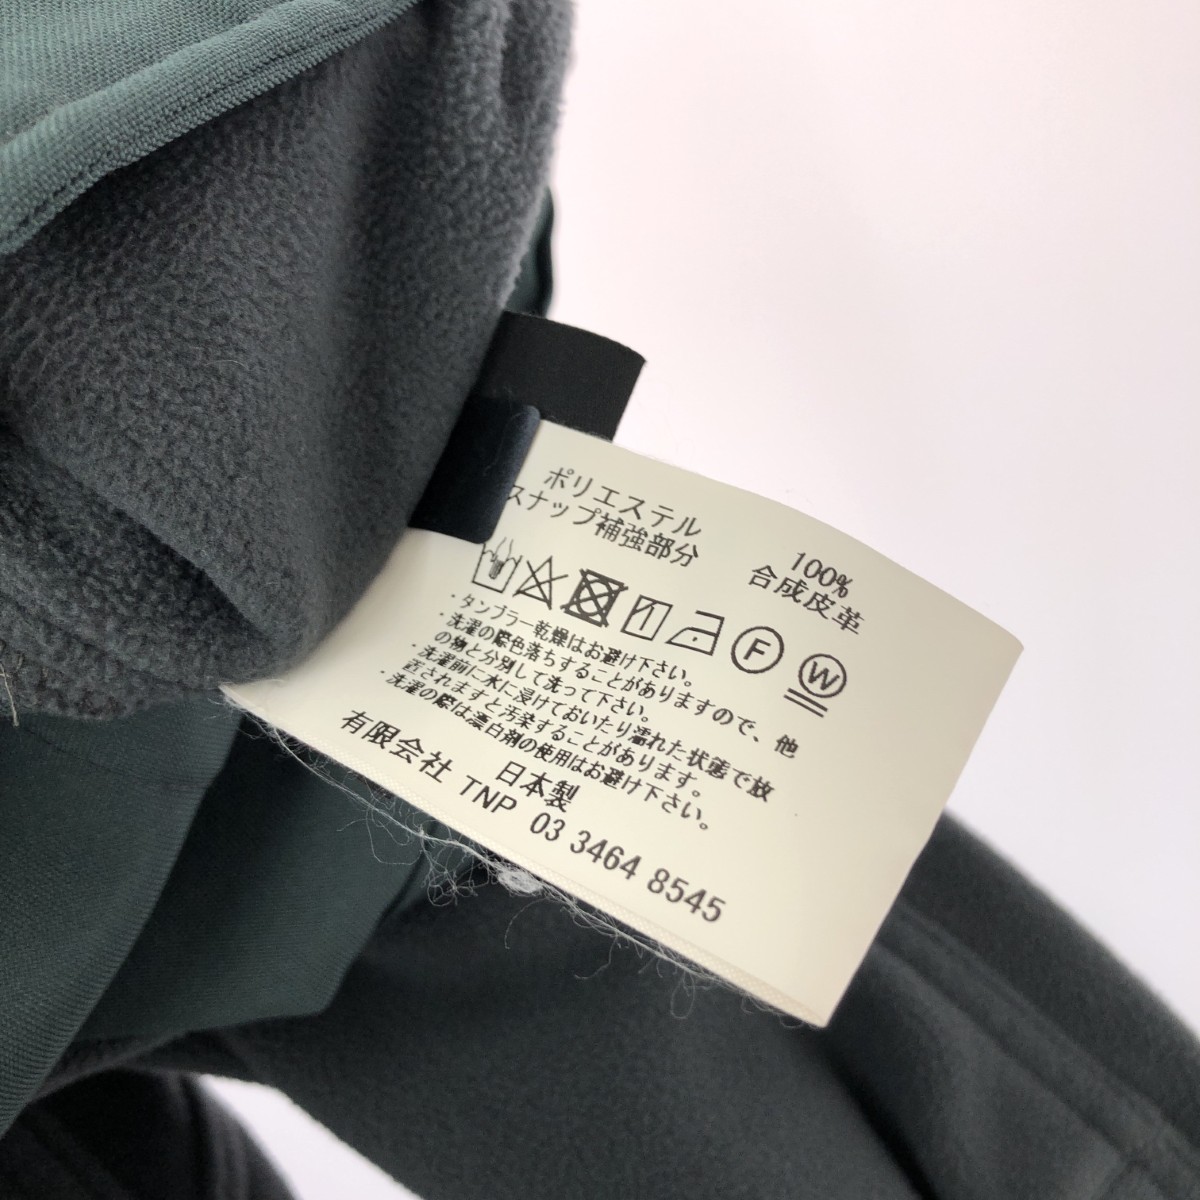 ポリエステル 100%
スナップ補強部分 合成皮革
F W
・タンブラー乾燥はお避け下さい。
・洗濯の際色落ちすることがありますので、他
の物と分別して洗って下さい。
・洗濯前に水に浸けておいたり濡れた状態で放
置されますと汚染することがあります。
・洗濯の際は漂白剤の使用はお避け下さい。
日本製
有限会社 TNP 03 3464 8545